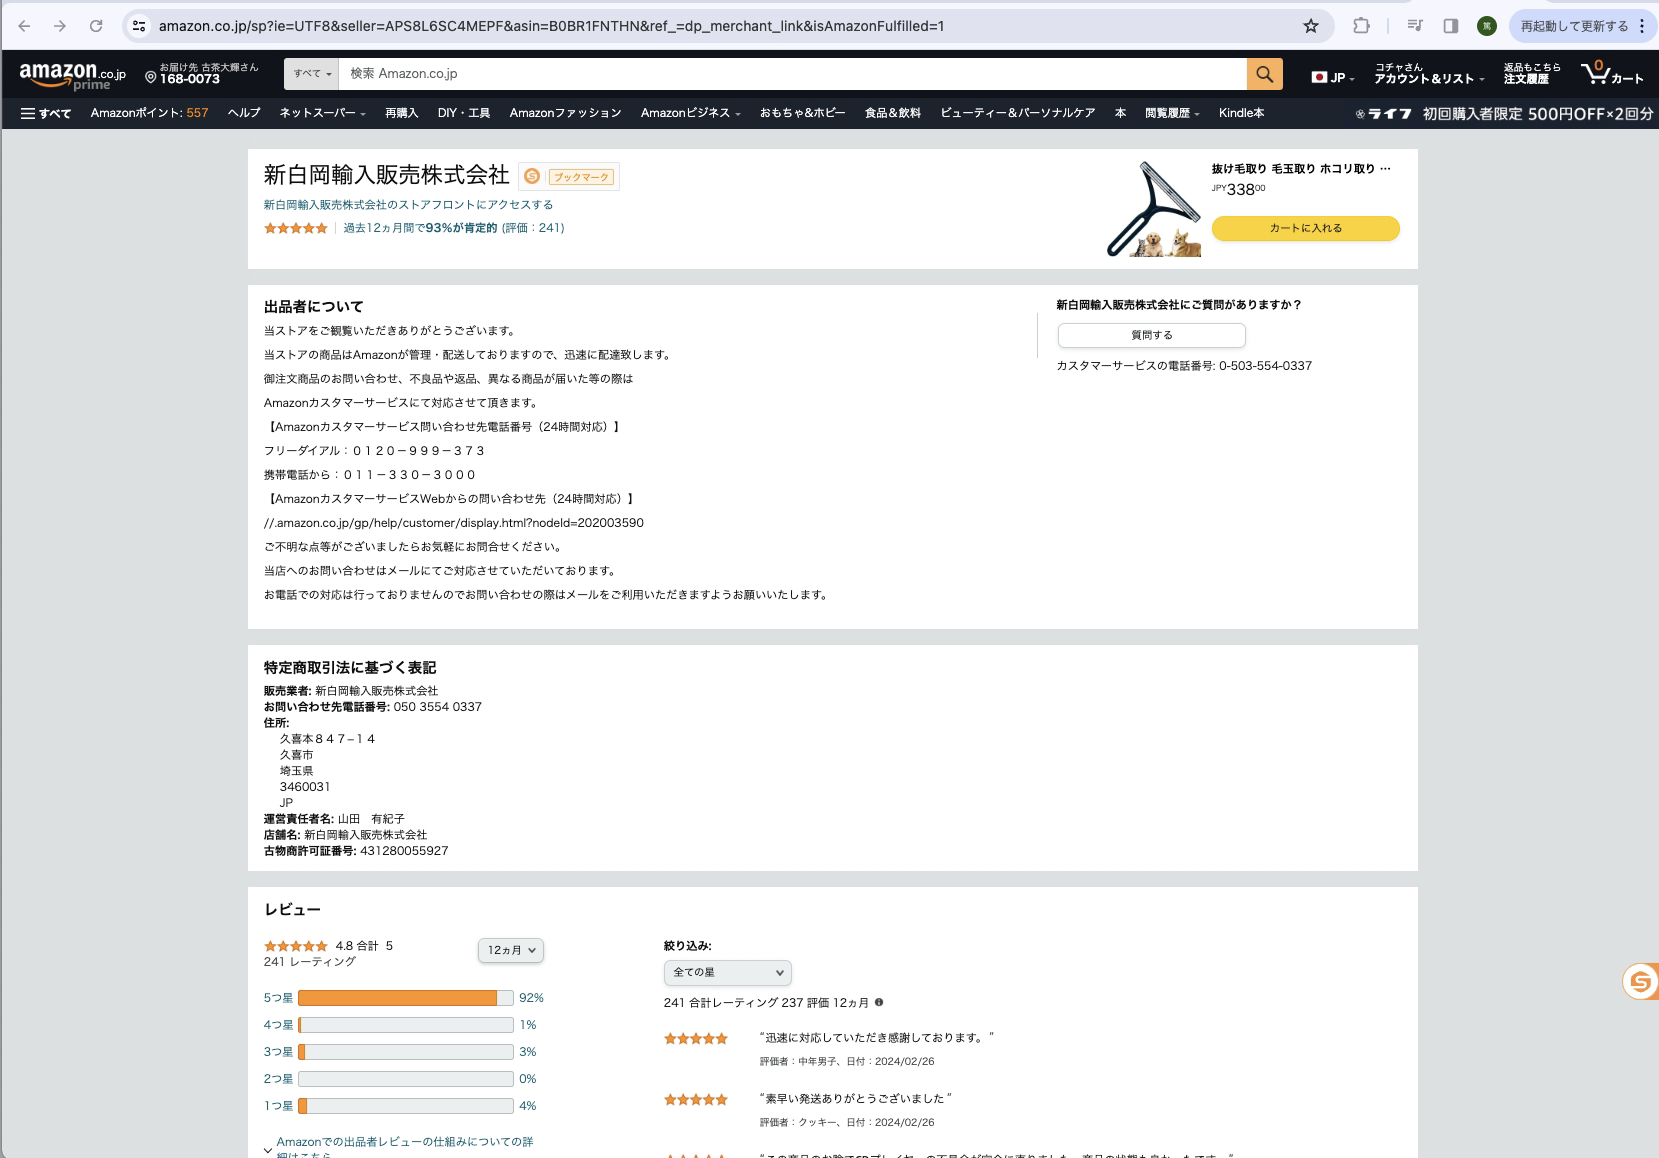 amazon.co.jp/sp?ie=UTF8&seller=APS8L6SC4MEPF&asin=B0BR1FNTHN&ref_=dp_merchant_link&isAmazonFulfilled=1
篤
再起動して更新する
amazon.co.jp
prime
お届け先 古茶大輝さん
168-0073
すべて
検索 Amazon.co.jp
JP
コチャさん
アカウント&リスト
返品もこちら
注文履歴
0
カート
すべて
Amazonポイント: 557
ヘルプ
ネットスーパー
再購入
DIY・工具
Amazonファッション
Amazonビジネス
おもちゃ&ホビー
食品&飲料
ビューティー&パーソナルケア
本
閲覧履歴
Kindle本
ライフ 初回購入者限定 500円OFF×2回分
新白岡輸入販売株式会社
ブックマーク
新白岡輸入販売株式会社のストアフロントにアクセスする
過去12ヵ月間で93%が肯定的 (評価：241)
抜け毛取り 毛玉取り ホコリ取り …
JPY33800
カートに入れる
出品者について
当ストアをご観覧いただきありがとうございます。
当ストアの商品はAmazonが管理・配送しておりますので、迅速に配達致します。
御注文商品のお問い合わせ、不良品や返品、異なる商品が届いた等の際は
Amazonカスタマーサービスにて対応させて頂きます。
【Amazonカスタマーサービス問い合わせ先電話番号（24時間対応）】
フリーダイアル：０１２０－９９９－３７３
携帯電話から：０１１－３３０－３０００
【AmazonカスタマーサービスWebからの問い合わせ先（24時間対応）】
//.amazon.co.jp/gp/help/customer/display.html?nodeId=202003590
ご不明な点等がございましたらお気軽にお問合せください。
当店へのお問い合わせはメールにてご対応させていただいております。
お電話での対応は行っておりませんのでお問い合わせの際はメールをご利用いただきますようお願いいたします。
新白岡輸入販売株式会社にご質問がありますか？
質問する
カスタマーサービスの電話番号: 0-503-554-0337
特定商取引法に基づく表記
販売業者: 新白岡輸入販売株式会社
お問い合わせ先電話番号: 050 3554 0337
住所:
久喜本８４７−１４
久喜市
埼玉県
3460031
JP
運営責任者名: 山田　有紀子
店舗名: 新白岡輸入販売株式会社
古物商許可証番号: 431280055927
レビュー
4.8 合計 5
241 レーティング
12ヵ月
5つ星 92%
4つ星 1%
3つ星 3%
2つ星 0%
1つ星 4%
Amazonでの出品者レビューの仕組みについての詳
細はこちら
絞り込み:
全ての星
241 合計レーティング 237 評価 12ヵ月
“迅速に対応していただき感謝しております。”
評価者：中年男子、日付：2024/02/26
“素早い発送ありがとうございました”
評価者：クッキー、日付：2024/02/26